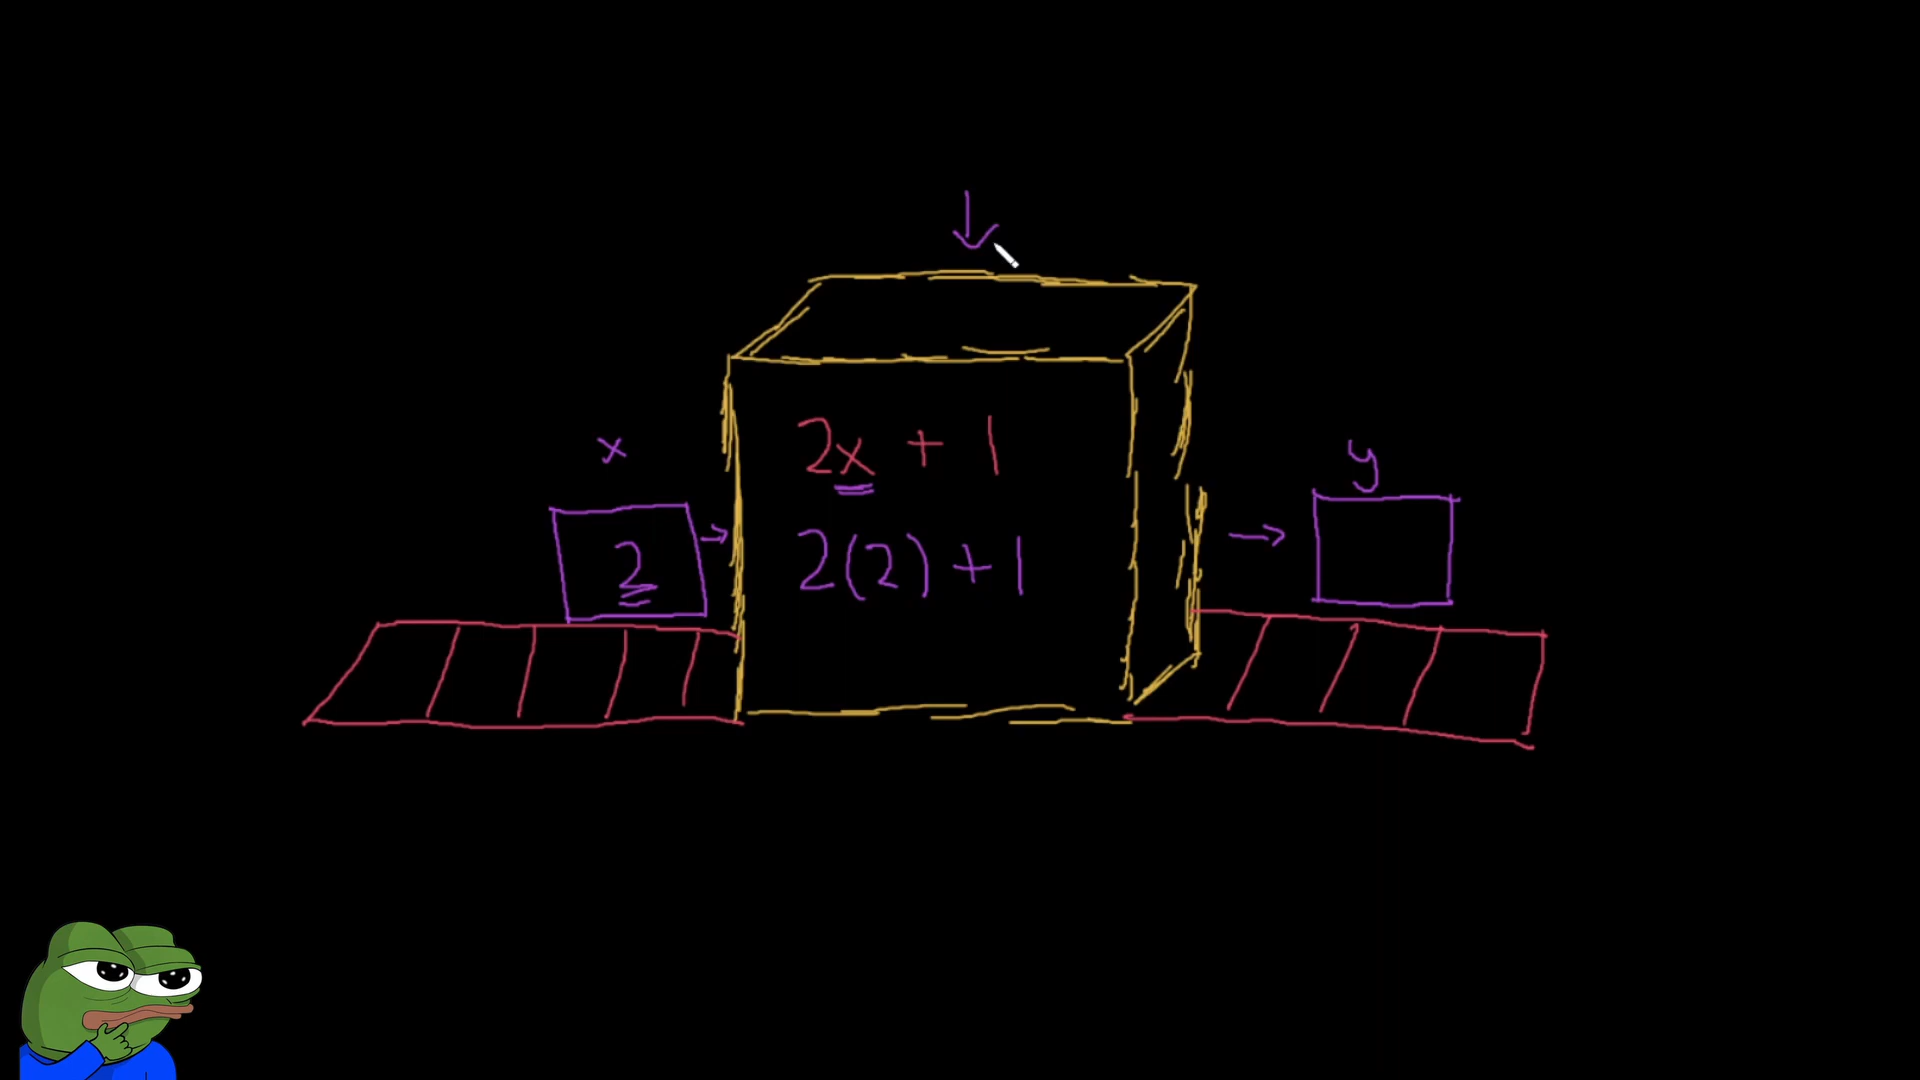 2x + 1
x
y
2
2(2) + 1